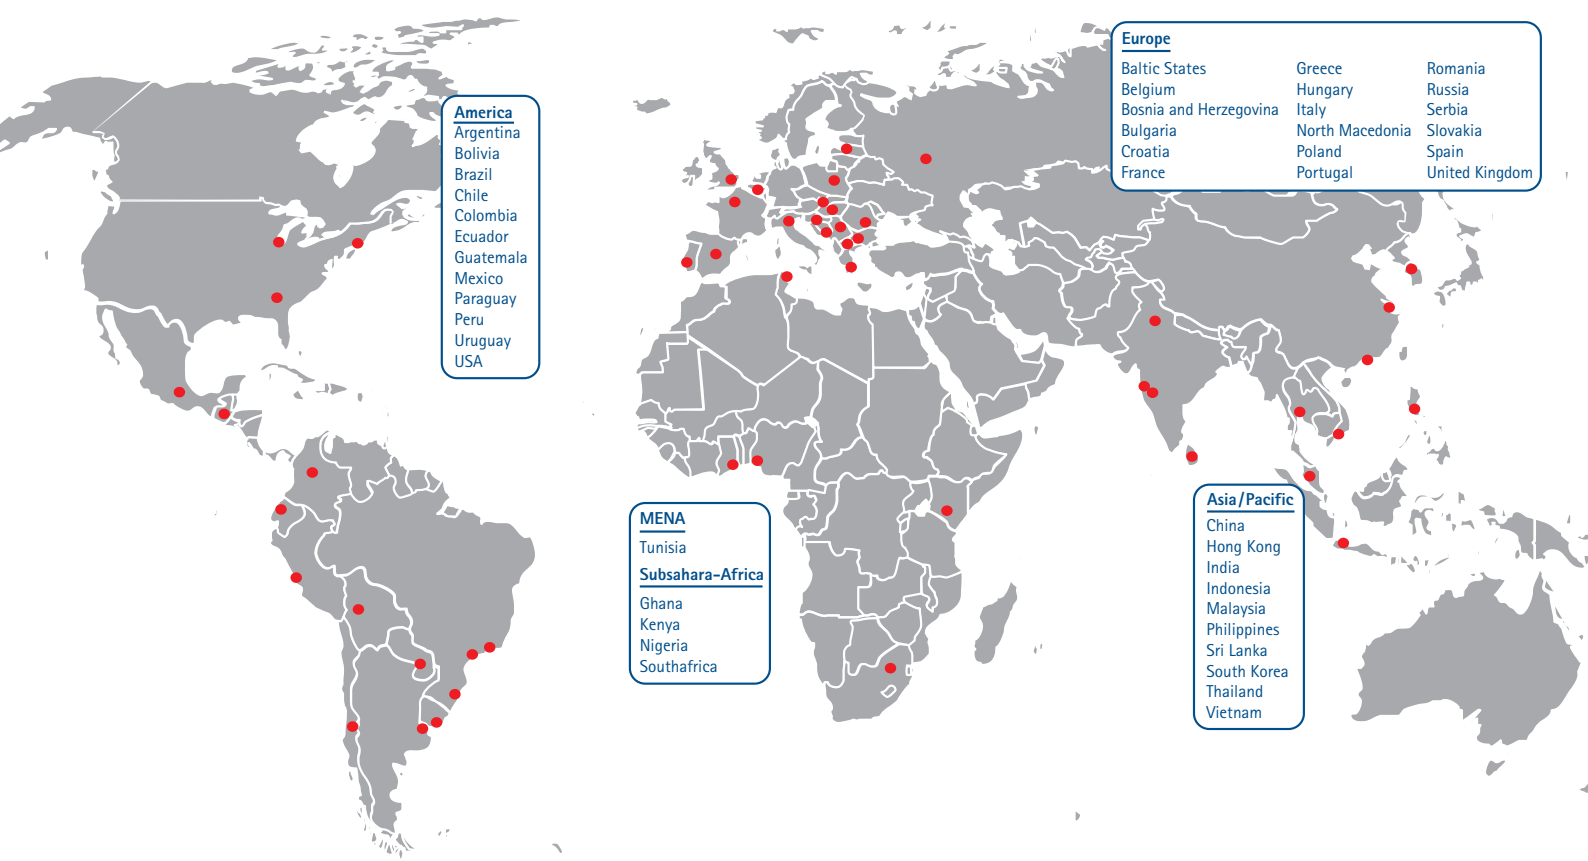 America
Argentina
Bolivia
Brazil
Chile
Colombia
Ecuador
Guatemala
Mexico
Paraguay
Peru
Uruguay
USA
MENA
Tunisia
Subsahara-Africa
Ghana
Kenya
Nigeria
Southafrica
Europe
Baltic States
Belgium
Bosnia and Herzegovina
Bulgaria
Croatia
France
Greece
Hungary
Italy
North Macedonia
Poland
Portugal
Romania
Russia
Serbia
Slovakia
Spain
United Kingdom
Asia/Pacific
China
Hong Kong
India
Indonesia
Malaysia
Philippines
Sri Lanka
South Korea
Thailand
Vietnam